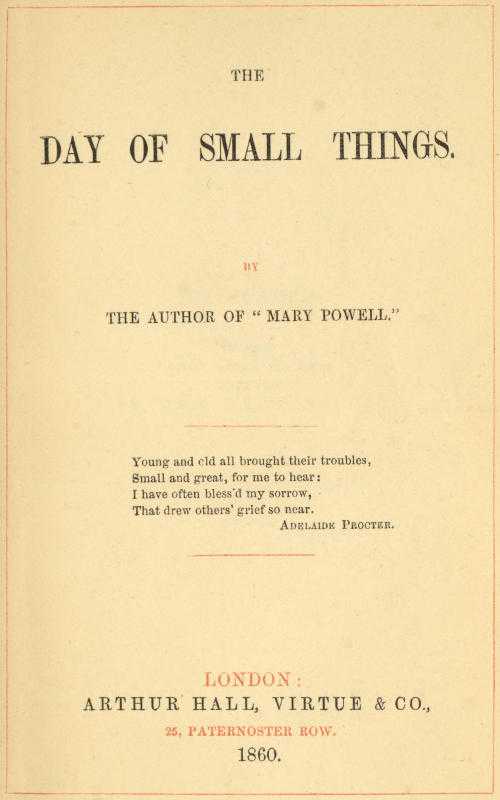 THE
DAY OF SMALL THINGS.
BY
THE AUTHOR OF “ MARY POWELL.”
Young and old all brought their troubles,
Small and great, for me to hear:
I have often bless'd my sorrow,
That drew others' grief so near.
ADELAIDE PROCTER.
LONDON:
ARTHUR HALL, VIRTUE & CO.,
25, PATERNOSTER ROW.
1860.